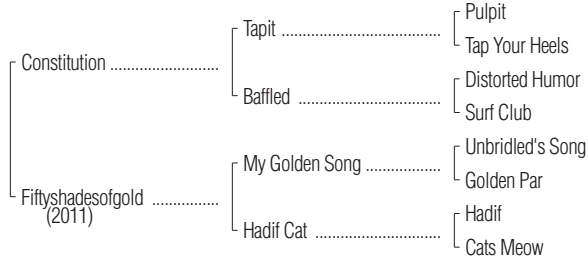 Pulpit
Tapit ............................................
Tap Your Heels
Constitution ..........................
Distorted Humor
Baffled ..................................
Surf Club
Unbridled's Song
My Golden Song ..................
Golden Par
Fiftyshadesofgold ................
(2011)
Hadif
Hadif Cat ..............................
Cats Meow